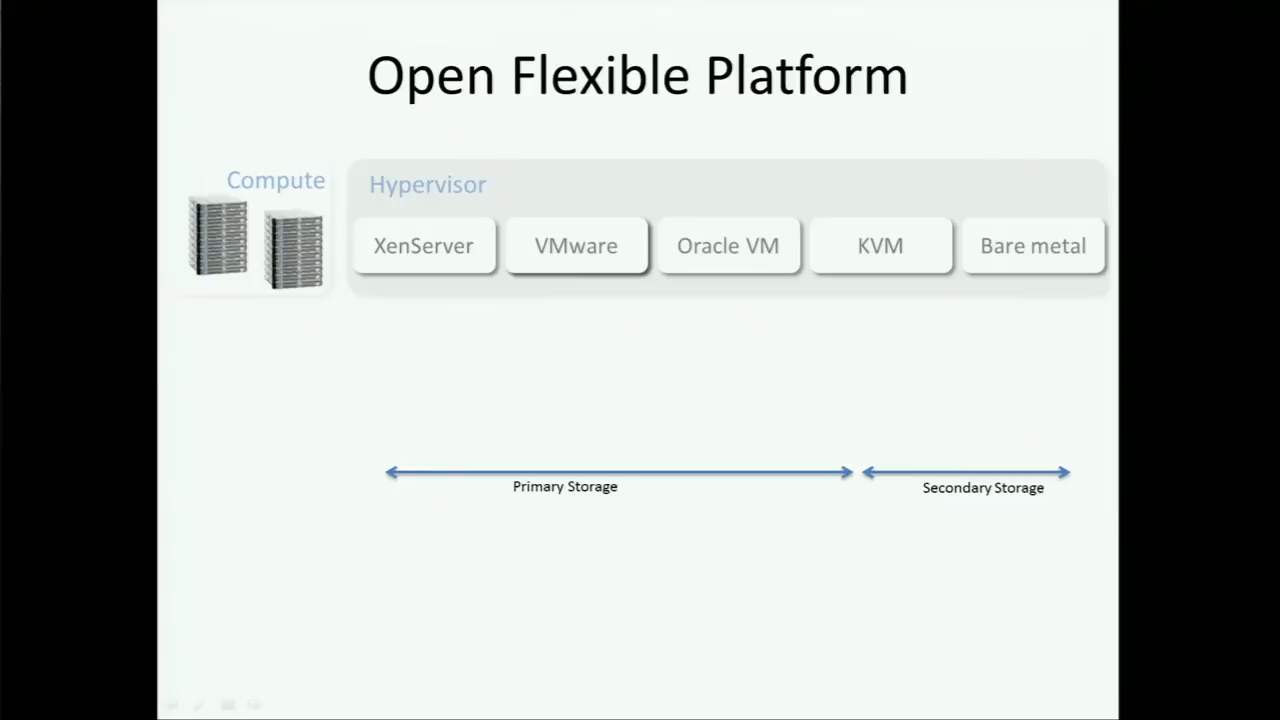 Open Flexible Platform
Compute
Hypervisor
XenServer
VMware
Oracle VM
KVM
Bare metal
Primary Storage
Secondary Storage